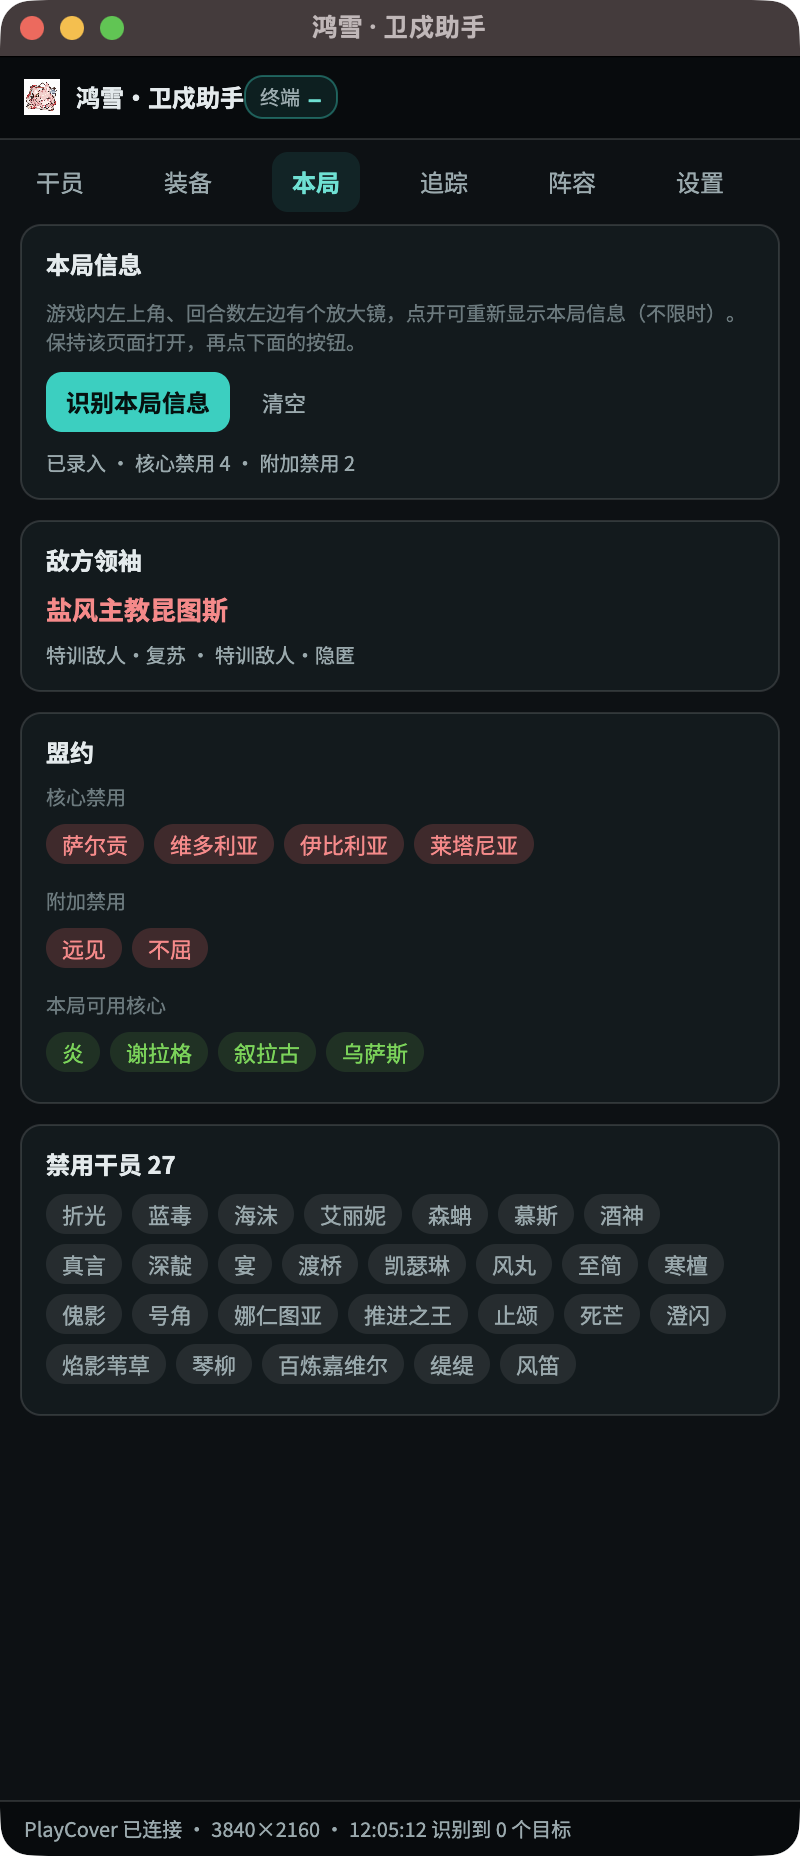 鸿雪 · 卫戍助手
鸿雪・卫戍助手 终端 –
干员 装备 本局 追踪 阵容 设置
本局信息
游戏内左上角、回合数左边有个放大镜，点开可重新显示本局信息（不限时）。
保持该页面打开，再点下面的按钮。
识别本局信息 清空
已录入 · 核心禁用 4 · 附加禁用 2
敌方领袖
盐风主教昆图斯
特训敌人・复苏 · 特训敌人・隐匿
盟约
核心禁用
萨尔贡 维多利亚 伊比利亚 莱塔尼亚
附加禁用
远见 不屈
本局可用核心
炎 谢拉格 叙拉古 乌萨斯
禁用干员 27
折光 蓝毒 海沫 艾丽妮 森蚺 慕斯 酒神
真言 深靛 宴 渡桥 凯瑟琳 风丸 至简 寒檀
傀影 号角 娜仁图亚 推进之王 止颂 死芒 澄闪
焰影苇草 琴柳 百炼嘉维尔 缇缇 风笛
PlayCover 已连接 · 3840×2160 · 12:05:12 识别到 0 个目标